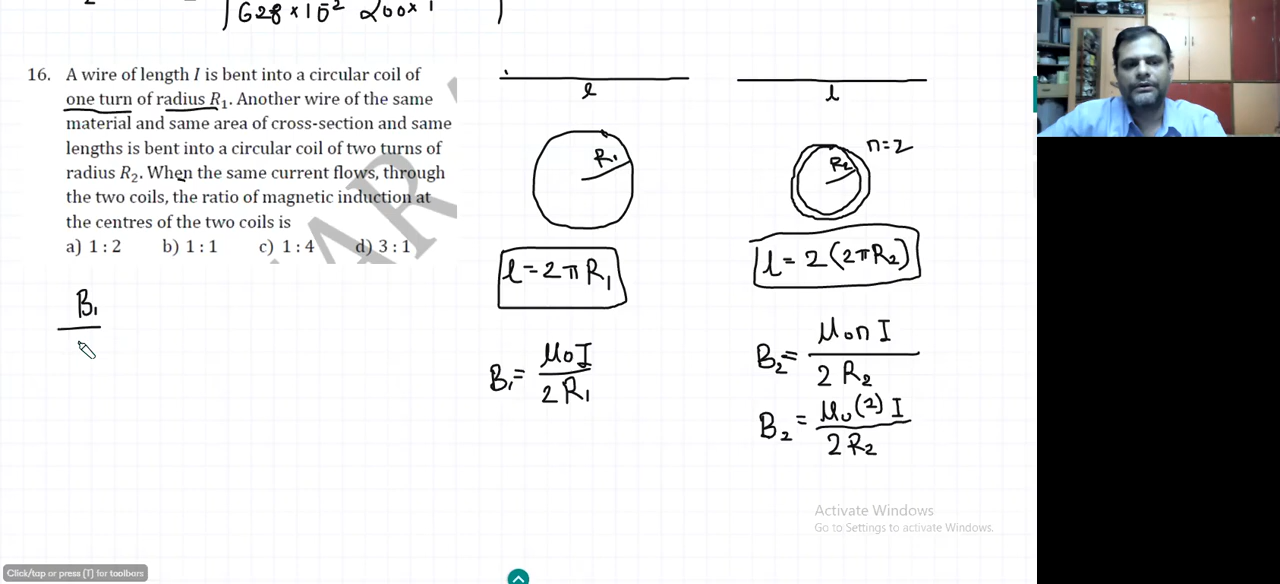 628×10² 200×1
16. A wire of length I is bent into a circular coil of
one turn of radius R₁. Another wire of the same
material and same area of cross-section and same
lengths is bent into a circular coil of two turns of
radius R₂. When the same current flows, through
the two coils, the ratio of magnetic induction at
the centres of the two coils is
a) 1 : 2 b) 1 : 1 c) 1 : 4 d) 3 : 1
l
l
R₁
R₂
n=2
l = 2πR₁
l = 2(2πR₂)
B₁
B₁ = μ₀I / 2R₁
B₂ = μ₀nI / 2R₂
B₂ = μ₀(2)I / 2R₂
Activate Windows
Go to Settings to activate Windows.
Click/tap or press [T] for toolbars